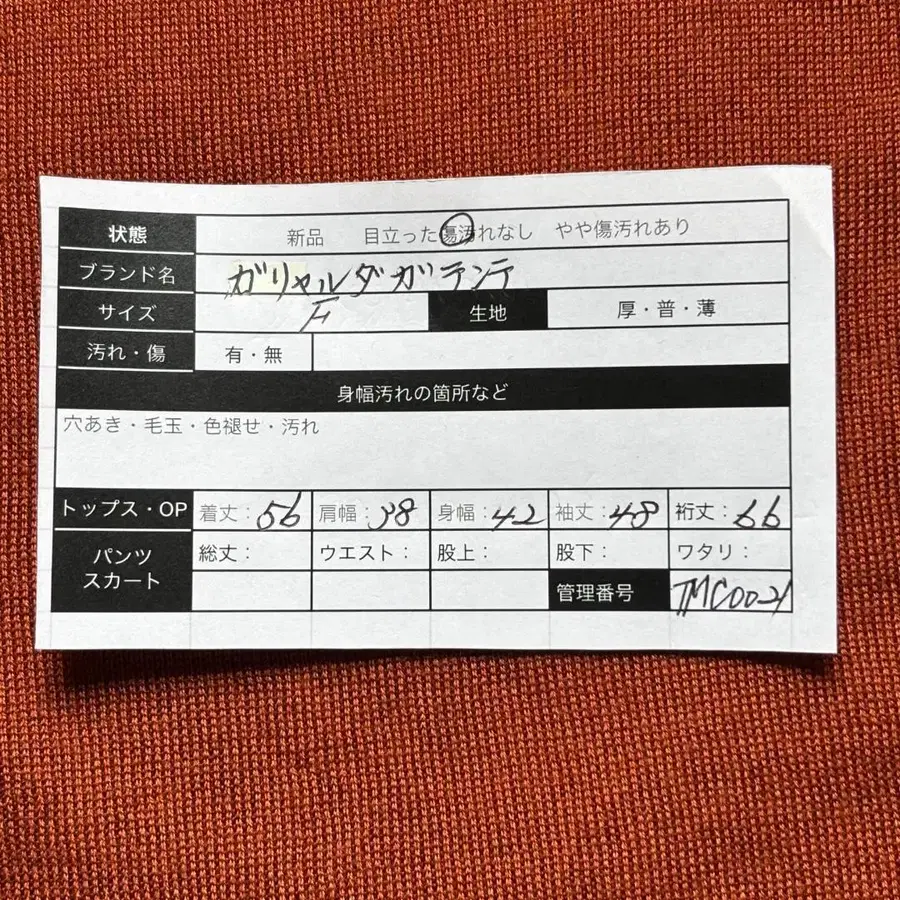 状態 新品 目立った傷汚れなし やや傷汚れあり
ブランド名 ガリャルダガランテ
サイズ F 生地 厚・普・薄
汚れ・傷 有・無
身幅汚れの箇所など
穴あき・毛玉・色褪せ・汚れ
トップス・OP 着丈：56 肩幅：38 身幅：42 袖丈：48 裄丈：66
パンツ スカート 総丈： ウエスト： 股上： 股下： ワタリ：
管理番号